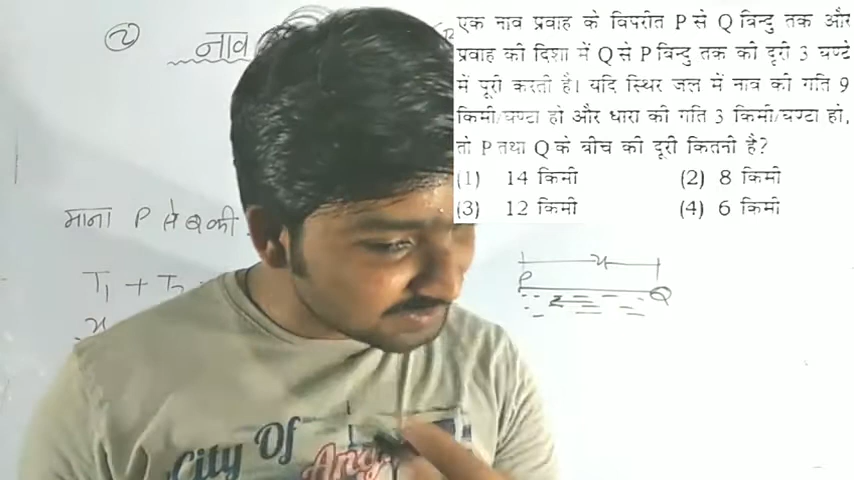 ② नाव
एक नाव प्रवाह के विपरीत P से Q विन्दु तक और
प्रवाह की दिशा में Q से P विन्दु तक की दूरी 3 घण्टे
में पूरी करती है। यदि स्थिर जल में नाव की गति 9
किमी/घण्टा हो और धारा की गति 3 किमी/घण्टा हो,
तो P तथा Q के बीच की दूरी कितनी है?
(1) 14 किमी (2) 8 किमी
(3) 12 किमी (4) 6 किमी
माना P से Q की
T₁ + T₂
x
x
P
Q
City Of